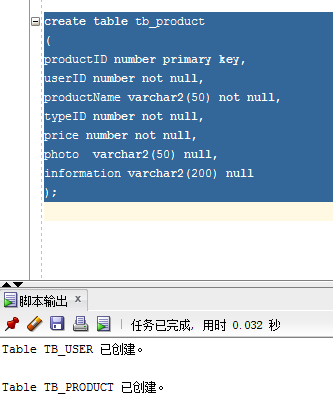 create table tb_product
(
productID number primary key,
userID number not null,
productName varchar2(50) not null,
typeID number not null,
price number not null,
photo  varchar2(50) null,
information varchar2(200) null
);
脚本输出 x
任务已完成, 用时 0.032 秒
Table TB_USER 已创建。
Table TB_PRODUCT 已创建。